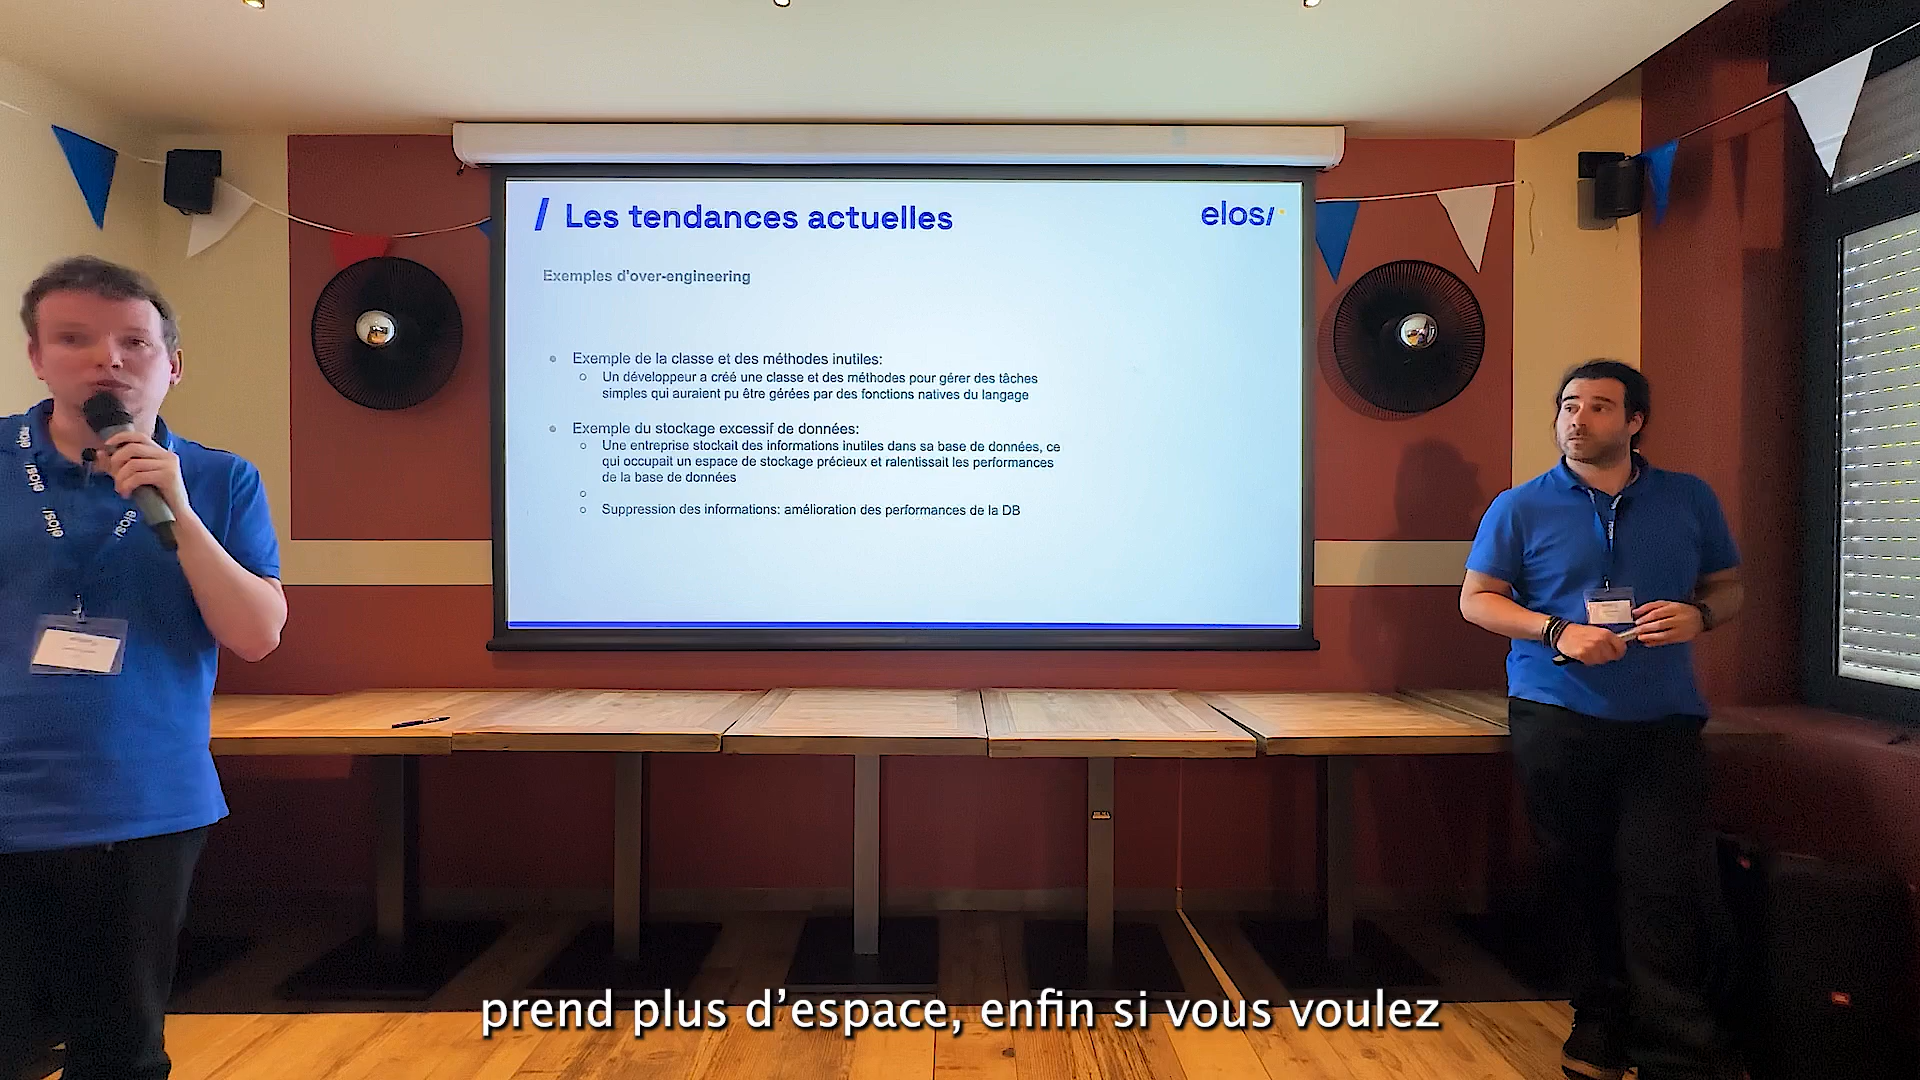 / Les tendances actuelles
elosi
Exemples d'over-engineering
Exemple de la classe et des méthodes inutiles:
Un développeur a créé une classe et des méthodes pour gérer des tâches
simples qui auraient pu être gérées par des fonctions natives du langage
Exemple du stockage excessif de données:
Une entreprise stockait des informations inutiles dans sa base de données, ce
qui occupait un espace de stockage précieux et ralentissait les performances
de la base de données
Suppression des informations: amélioration des performances de la DB
elosi
elosi
elosi
prend plus d’espace, enfin si vous voulez